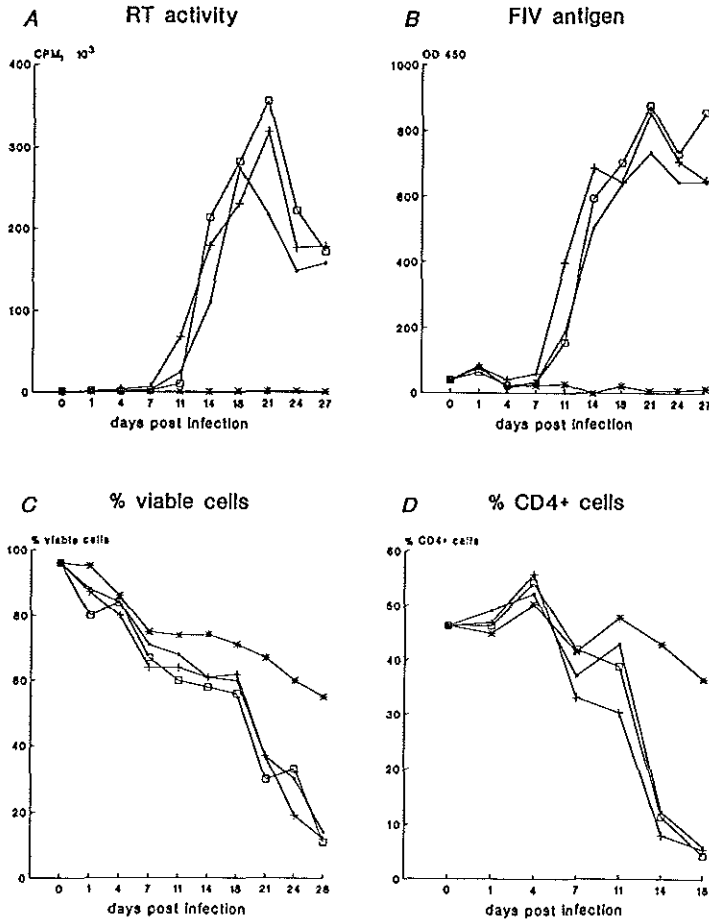 A RT activity
CPM, 10³
400
300
200
100
0
0 1 4 7 11 14 18 21 24 27
days post infection
B FIV antigen
OD 450
1000
800
600
400
200
0
0 1 4 7 11 14 18 21 24 27
days post infection
C % viable cells
% viable cells
100
80
60
40
20
0
0 1 4 7 11 14 18 21 24 28
days post infection
D % CD4+ cells
% CD4+ cells
60
50
40
30
20
10
0
0 1 4 7 11 14 18
days post infection